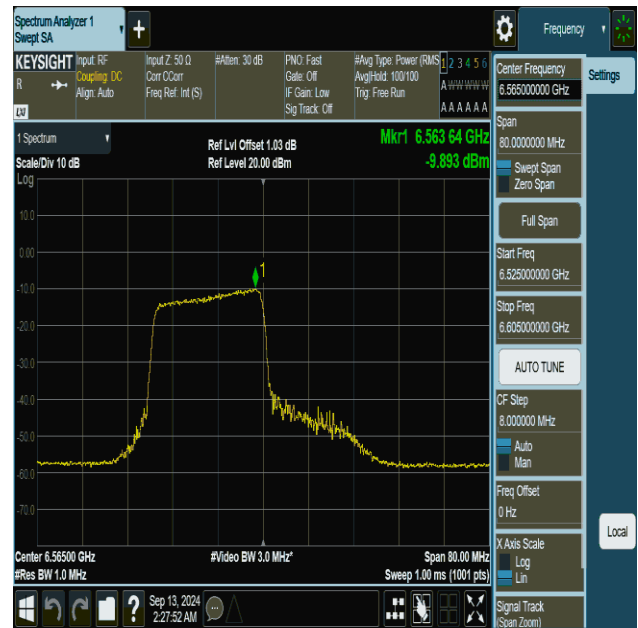 Spectrum Analyzer 1
Swept SA
+
Frequency
KEYSIGHT
R
LXI
Input: RF
Coupling: DC
Align: Auto
Input Z: 50 Ω
Corr CCorr
Freq Ref: Int (S)
#Atten: 30 dB
PNO: Fast
Gate: Off
IF Gain: Low
Sig Track: Off
#Avg Type: Power (RMS
Avg|Hold: 100/100
Trig: Free Run
1 2 3 4 5 6
A W W W W W
A A A A A A
Center Frequency
6.565000000 GHz
Settings
Span
80.0000000 MHz
Swept Span
Zero Span
Full Span
Start Freq
6.525000000 GHz
Stop Freq
6.605000000 GHz
AUTO TUNE
CF Step
8.000000 MHz
Auto
Man
Freq Offset
0 Hz
X Axis Scale
Log
Lin
Signal Track
(Span Zoom)
Local
1 Spectrum
Scale/Div 10 dB
Log
Ref Lvl Offset 1.03 dB
Ref Level 20.00 dBm
Mkr1 6.563 64 GHz
-9.893 dBm
1
10.0
0.00
-10.0
-20.0
-30.0
-40.0
-50.0
-60.0
-70.0
Center 6.56500 GHz
#Res BW 1.0 MHz
#Video BW 3.0 MHz*
Span 80.00 MHz
Sweep 1.00 ms (1001 pts)
?
Sep 13, 2024
2:27:52 AM